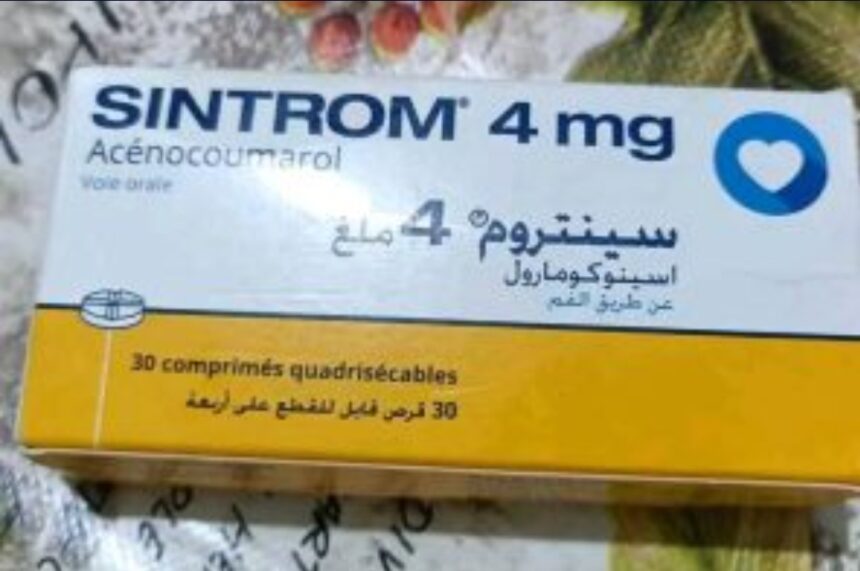 SINTROM® 4 mg
Acénocoumarol
Voie orale
سينتروم® 4 ملغ
اسينوكومارول
عن طريق الفم
30 comprimés quadrisécables
30 قرص قابل للقطع على أربعة